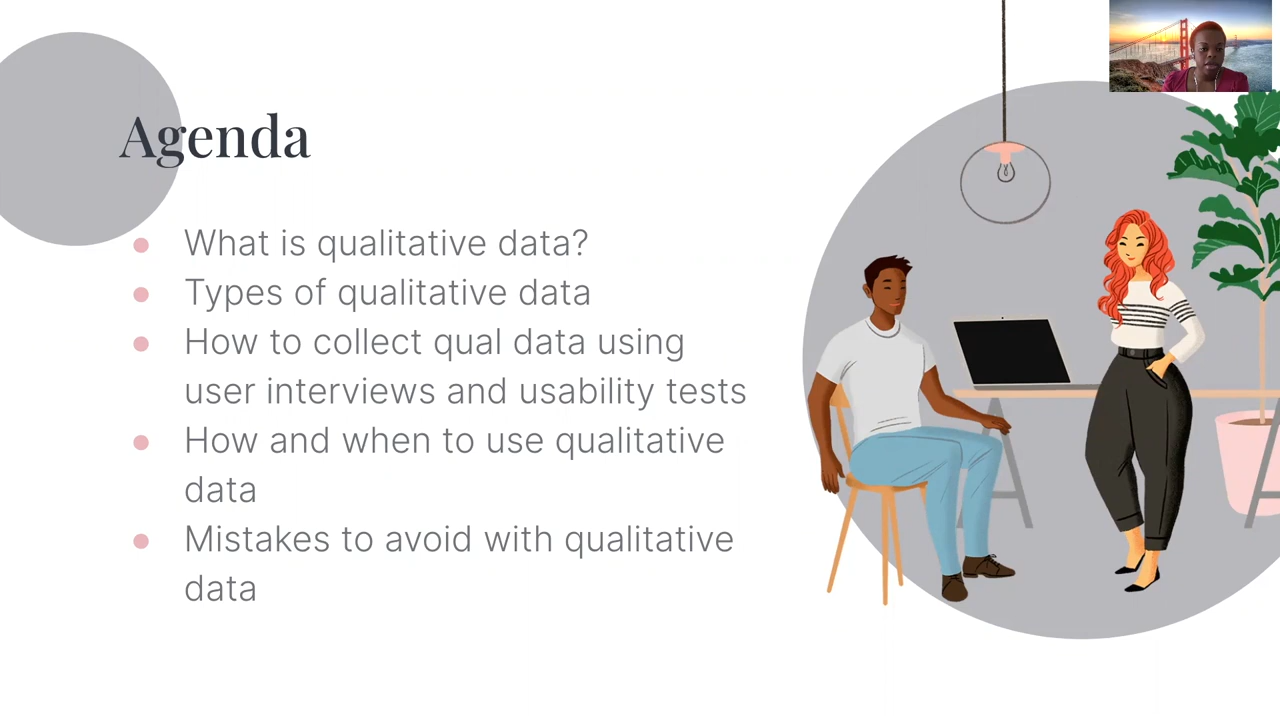 Agenda
● What is qualitative data?
● Types of qualitative data
● How to collect qual data using
user interviews and usability tests
● How and when to use qualitative
data
● Mistakes to avoid with qualitative
data